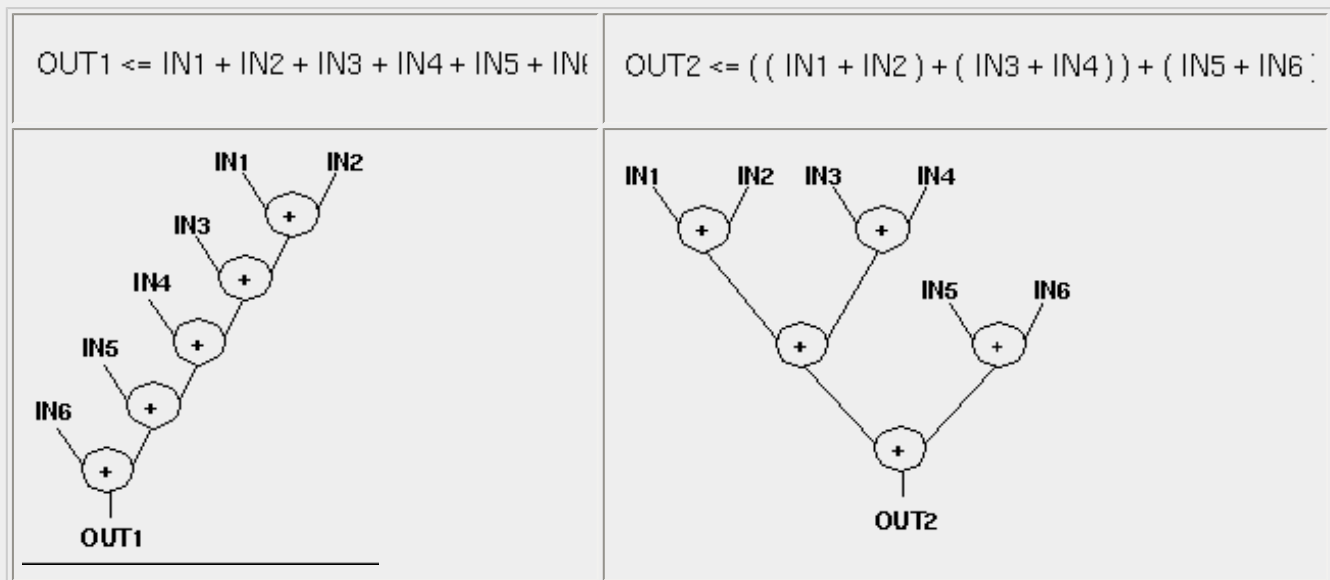 OUT1 <= IN1 + IN2 + IN3 + IN4 + IN5 + IN6
OUT2 <= ( ( IN1 + IN2 ) + ( IN3 + IN4 ) ) + ( IN5 + IN6 )
IN1 IN2
+
IN3
+
IN4
+
IN5
+
IN6
+
OUT1
IN1 IN2 IN3 IN4
+ +
IN5 IN6
+ +
+
OUT2